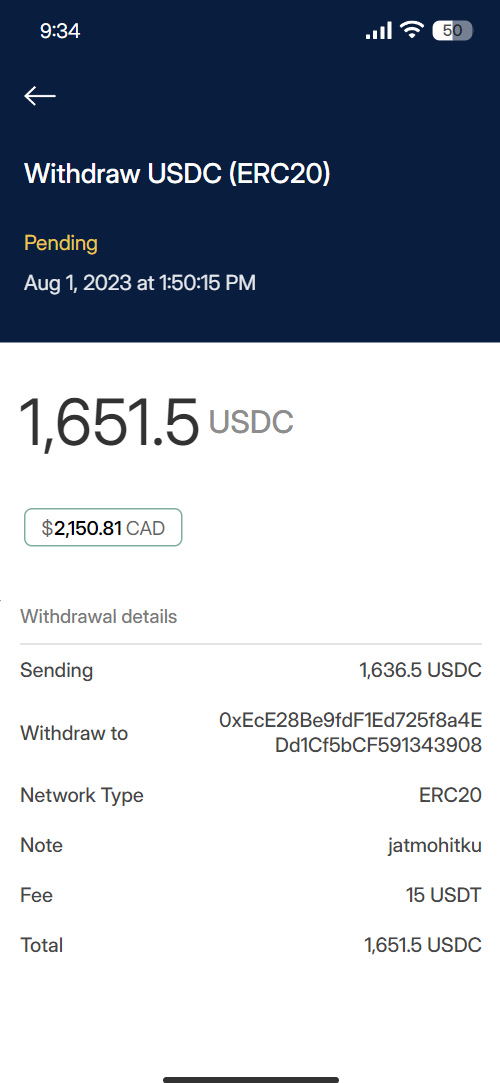 9:34
50
Withdraw USDC (ERC20)
Pending
Aug 1, 2023 at 1:50:15 PM
1,651.5 USDC
$2,150.81 CAD
Withdrawal details
Sending 1,636.5 USDC
Withdraw to 0xEcE28Be9fdF1Ed725f8a4E
Dd1Cf5bCF591343908
Network Type ERC20
Note jatmohitku
Fee 15 USDT
Total 1,651.5 USDC